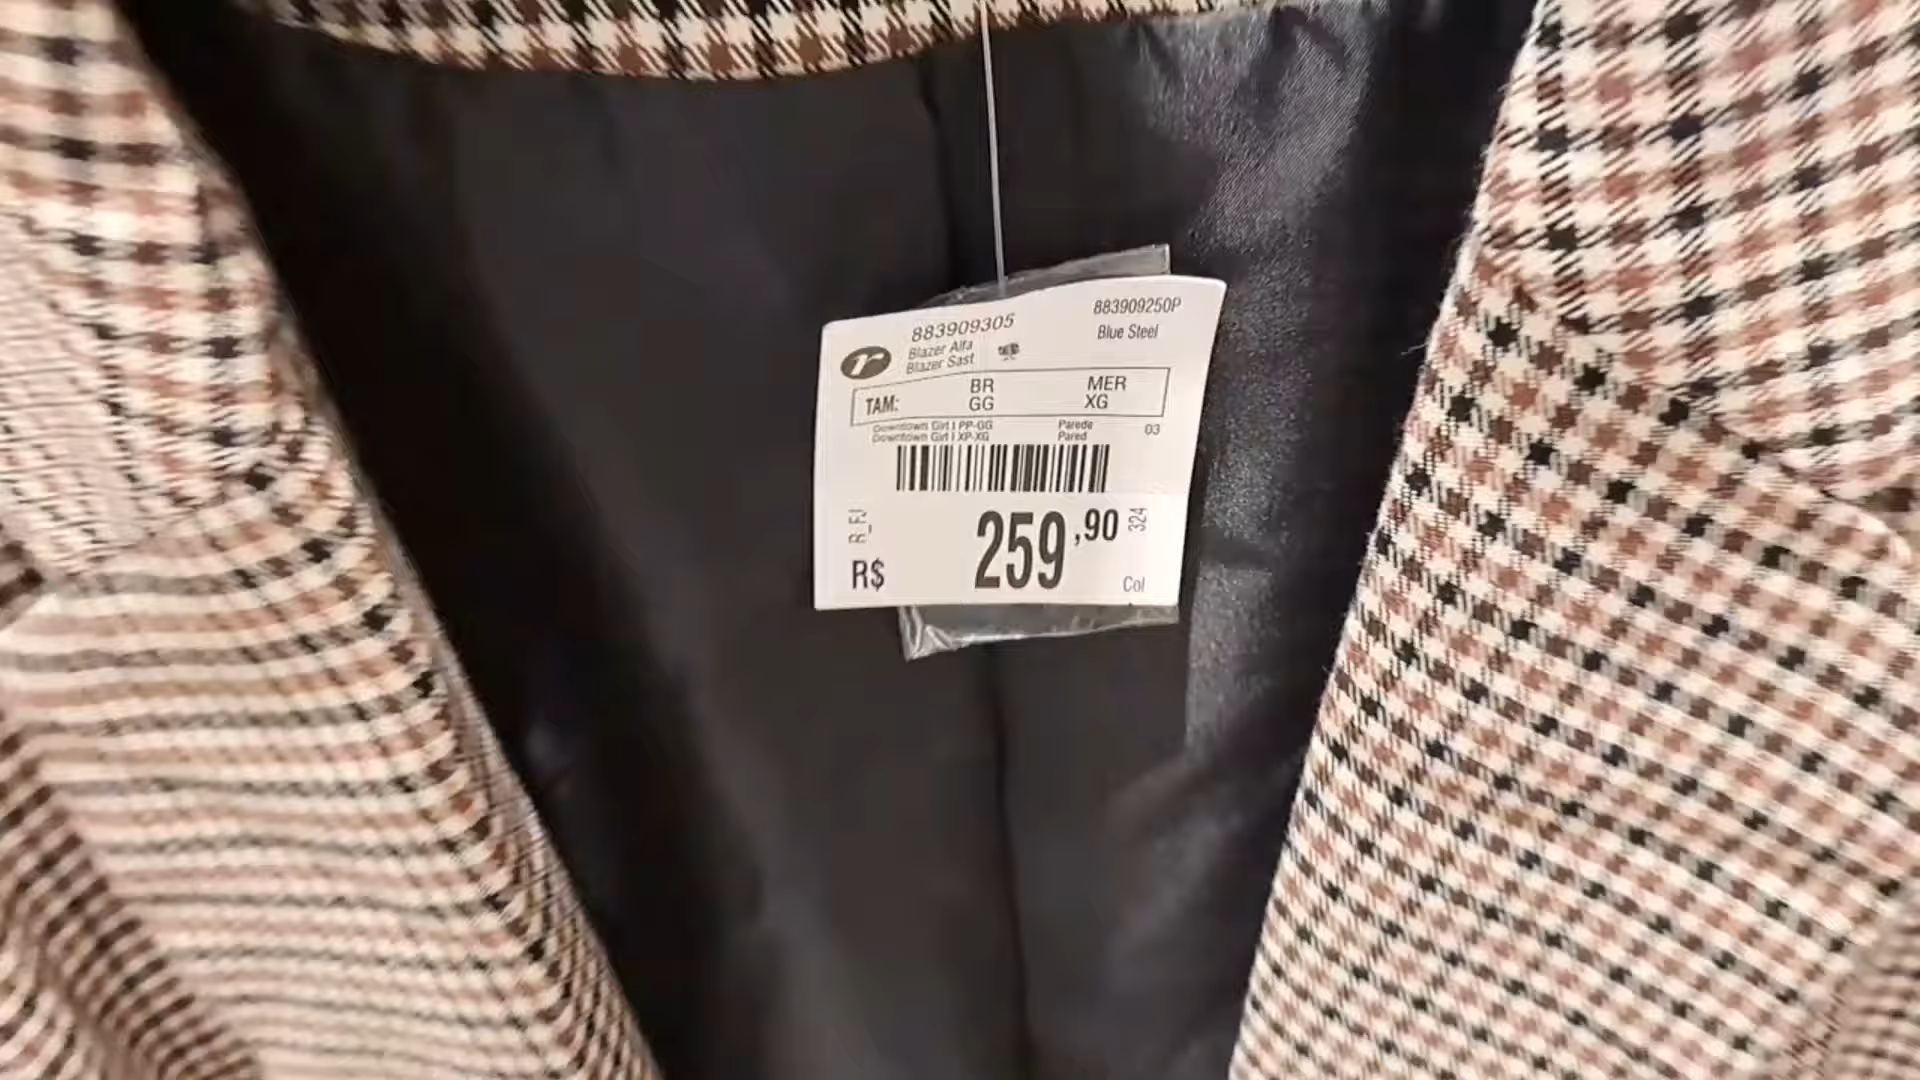 883909305
883909250P
r
Blazer Alfa
Blazer Sast
Blue Steel
BR MER
TAM: GG XG
Downtown Girl I PP-GG Parede 03
Downtown Girl I XP-XG Pared
R_FJ
R$ 259,90
324
Col